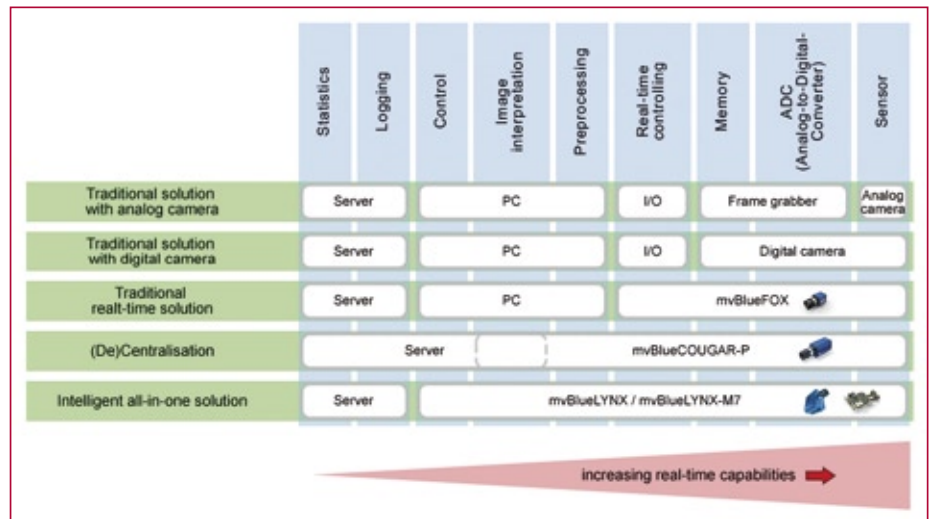 Statistics
Logging
Control
Image
interpretation
Preprocessing
Real-time
controlling
Memory
ADC
(Analog-to-Digital-
Converter)
Sensor
Traditional solution
with analog camera
Server
PC
I/O
Frame grabber
Analog
camera
Traditional solution
with digital camera
Server
PC
I/O
Digital camera
Traditional
realt-time solution
Server
PC
mvBlueFOX
(De)Centralisation
Server
mvBlueCOUGAR-P
Intelligent all-in-one solution
Server
mvBlueLYNX / mvBlueLYNX-M7
increasing real-time capabilities